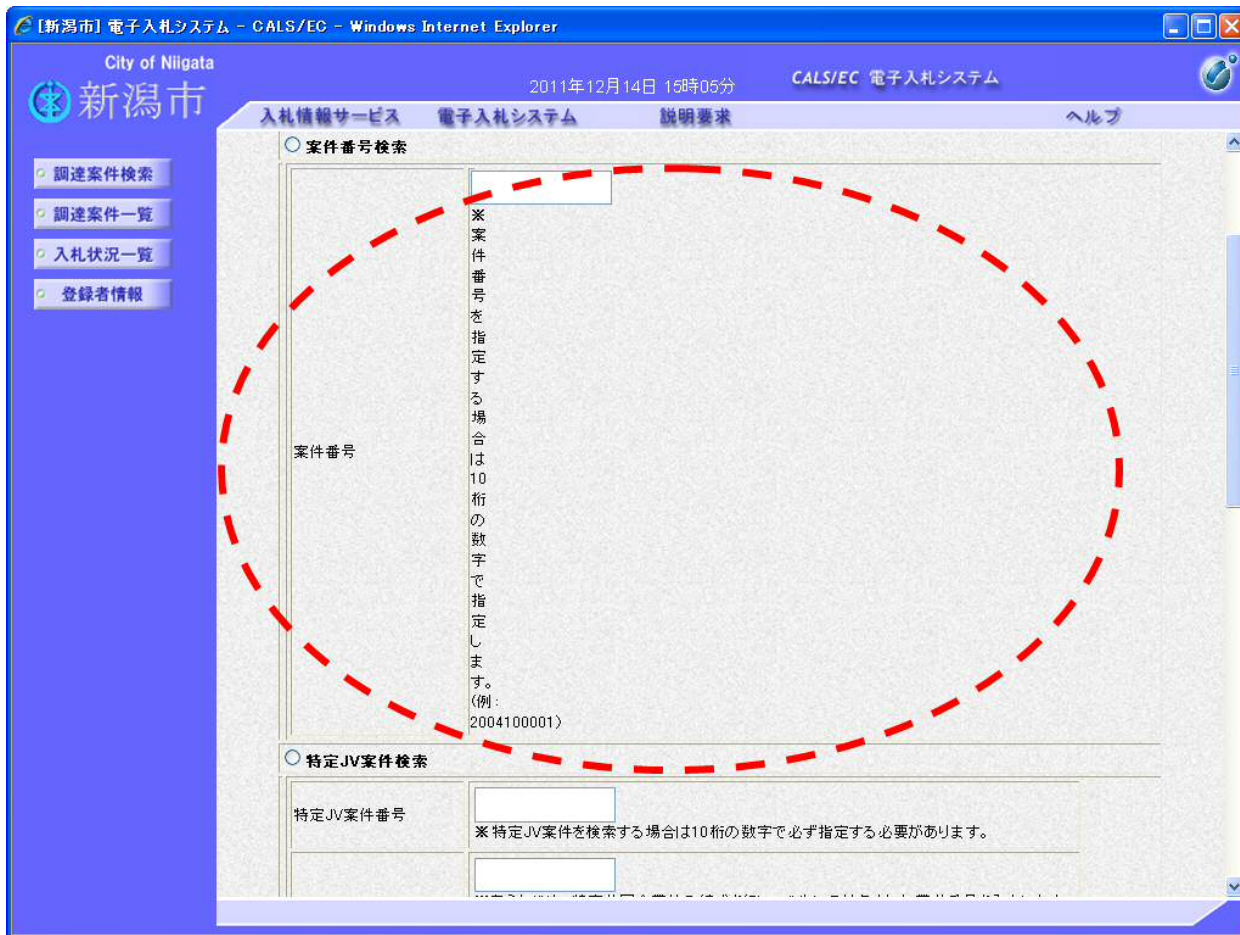 [新潟市] 電子入札システム - CALS/EC - Windows Internet Explorer
City of Niigata
新潟市
2011年12月14日 15時05分
CALS/EC 電子入札システム
入札情報サービス
電子入札システム
説明要求
ヘルプ
調達案件検索
調達案件一覧
入札状況一覧
登録者情報
案件番号検索
案件番号
※
案
件
番
号
を
指
定
す
る
場
合
は
10
桁
の
数
字
で
指
定
し
ま
す。
(例:
2004100001)
特定JV案件検索
特定JV案件番号
※特定JV案件を検索する場合は10桁の数字で必ず指定する必要があります。